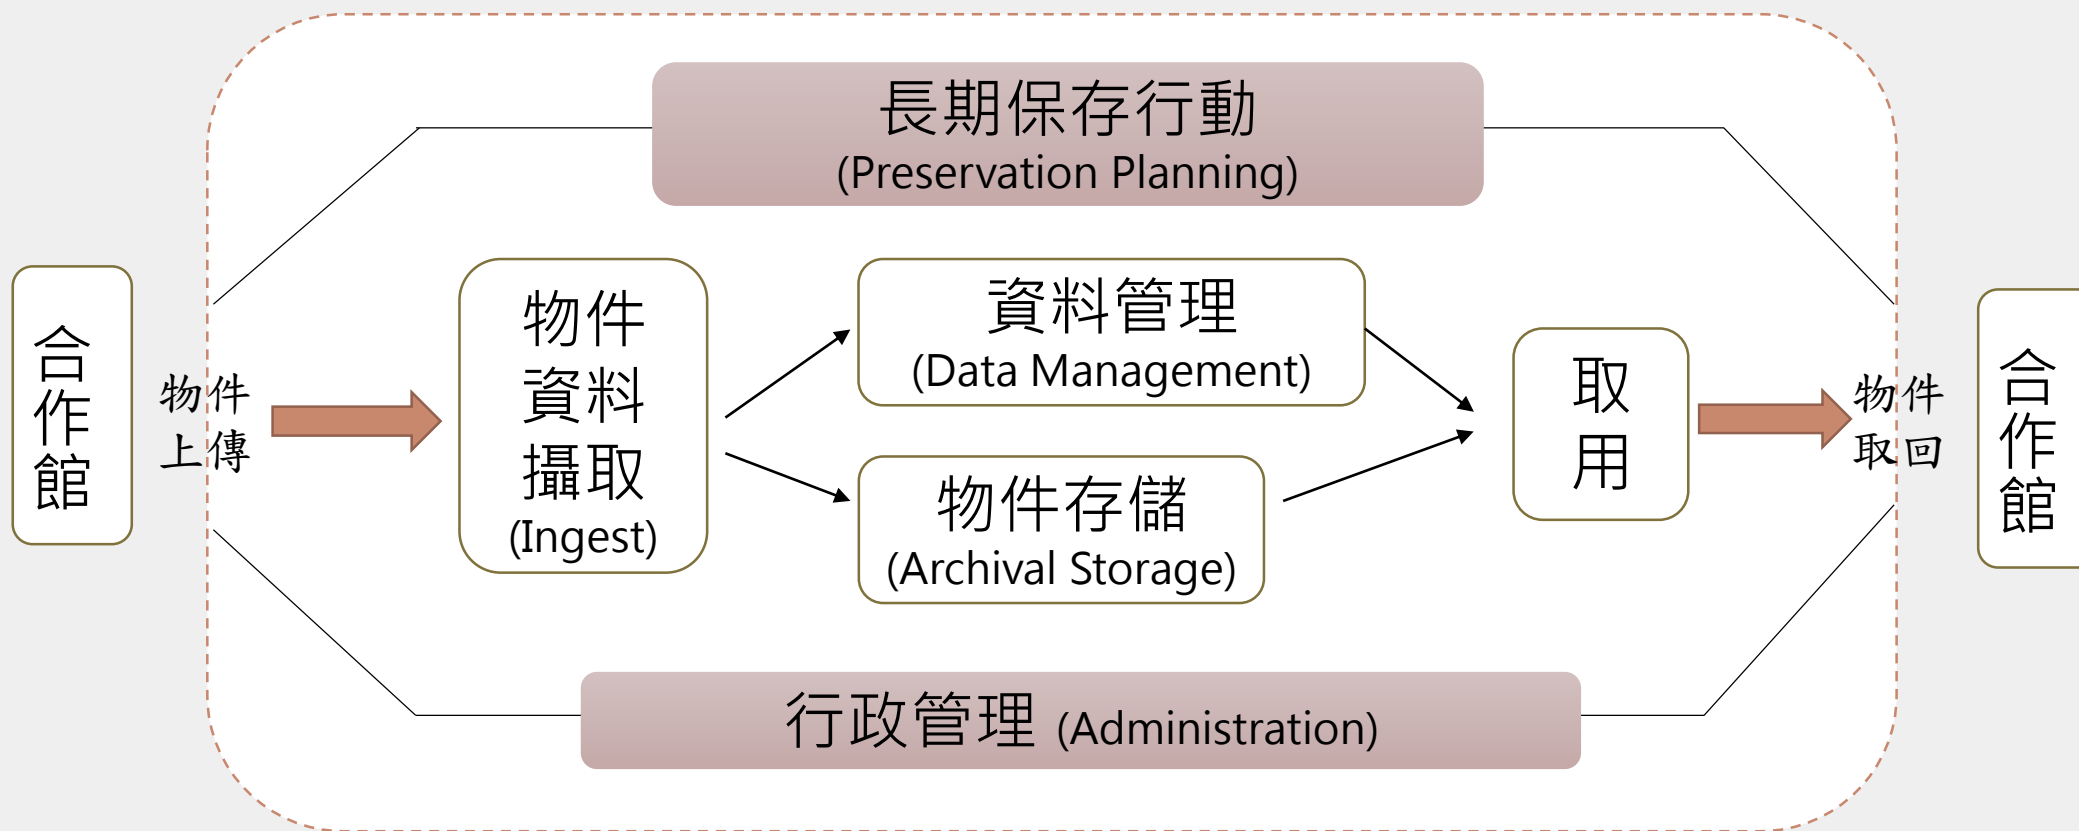 長期保存行動
(Preservation Planning)
合
作
館
物件
上傳
物件
資料
攝取
(Ingest)
資料管理
(Data Management)
物件存儲
(Archival Storage)
取
用
物件
取回
合
作
館
行政管理 (Administration)